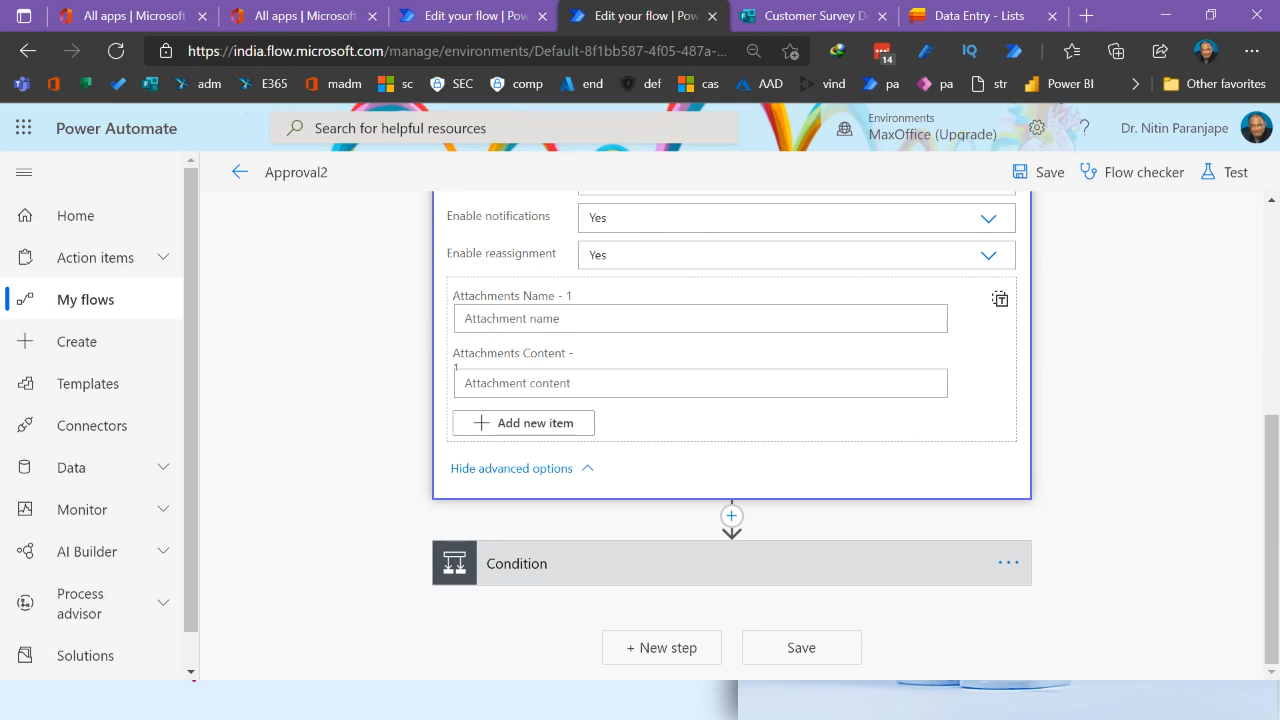 All apps | Microsoft
All apps | Microsoft
Edit your flow | Pow
Edit your flow | Pow
Customer Survey D
Data Entry - Lists
https://india.flow.microsoft.com/manage/environments/Default-8f1bb587-4f05-487a-...
IQ
14
adm
E365
madm
sc
SEC
comp
end
def
cas
AAD
vind
pa
pa
str
Power BI
Other favorites
Power Automate
Search for helpful resources
Environments
MaxOffice (Upgrade)
?
Dr. Nitin Paranjape
Approval2
Save
Flow checker
Test
Home
Action items
My flows
Create
Templates
Connectors
Data
Monitor
AI Builder
Process
advisor
Solutions
Enable notifications
Yes
Enable reassignment
Yes
Attachments Name - 1
Attachment name
Attachments Content -
1
Attachment content
Add new item
Hide advanced options
Condition
+ New step
Save